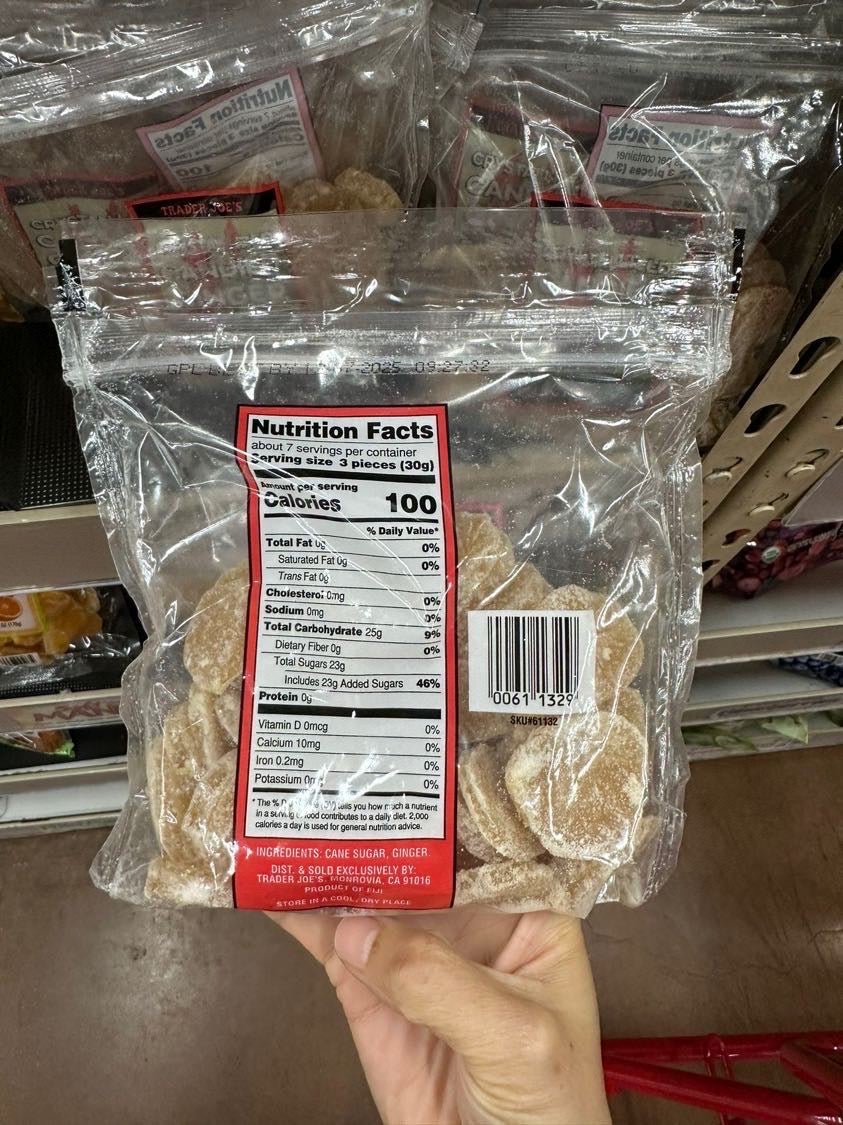 Nutrition Facts
TRADER JOE'S
Nutrition Facts
about 7 servings per container
Serving size 3 pieces (30g)
Amount per serving
Calories 100
% Daily Value*
Total Fat 0g 0%
Saturated Fat 0g 0%
Trans Fat 0g
Cholesterol 0mg 0%
Sodium 0mg 0%
Total Carbohydrate 25g 9%
Dietary Fiber 0g 0%
Total Sugars 23g
Includes 23g Added Sugars 46%
Protein 0g
Vitamin D 0mcg 0%
Calcium 10mg 0%
Iron 0.2mg 0%
Potassium 0mg 0%
* The % tells you how much a nutrient
in a serving of food contributes to a daily diet. 2,000
calories a day is used for general nutrition advice.
INGREDIENTS: CANE SUGAR, GINGER.
DIST. & SOLD EXCLUSIVELY BY:
TRADER JOE'S, MONROVIA, CA 91016
PRODUCT OF FIJI
STORE IN A COOL, DRY PLACE
0061 1329
SKU#61132